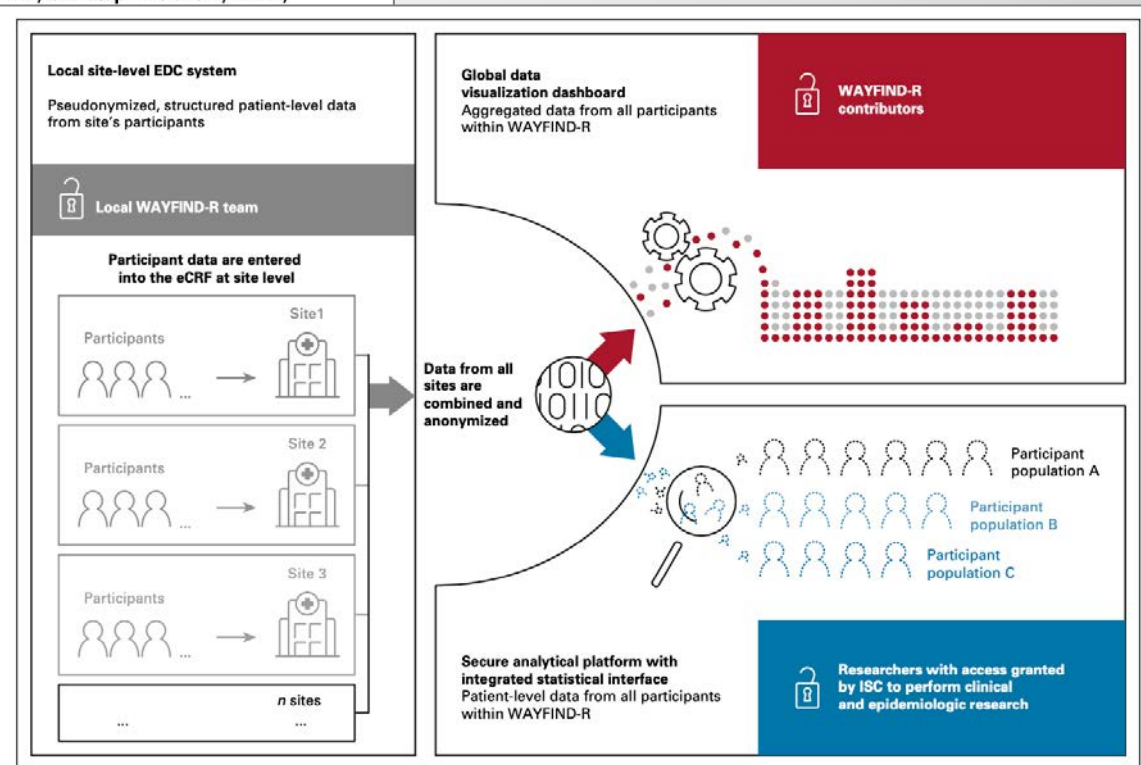 Local site-level EDC system
Pseudonymized, structured patient-level data
from site's participants
Local WAYFIND-R team
Participant data are entered
into the eCRF at site level
Site1
Participants
...
Site 2
Participants
...
Site 3
Participants
...
n sites
...
...
Data from all
sites are
combined and
anonymized
Global data
visualization dashboard
Aggregated data from all participants
within WAYFIND-R
WAYFIND-R
contributors
01010
010110
Participant
population A
Participant
population B
Participant
population C
Secure analytical platform with
integrated statistical interface
Patient-level data from all participants
within WAYFIND-R
Researchers with access granted
by ISC to perform clinical
and epidemiologic research